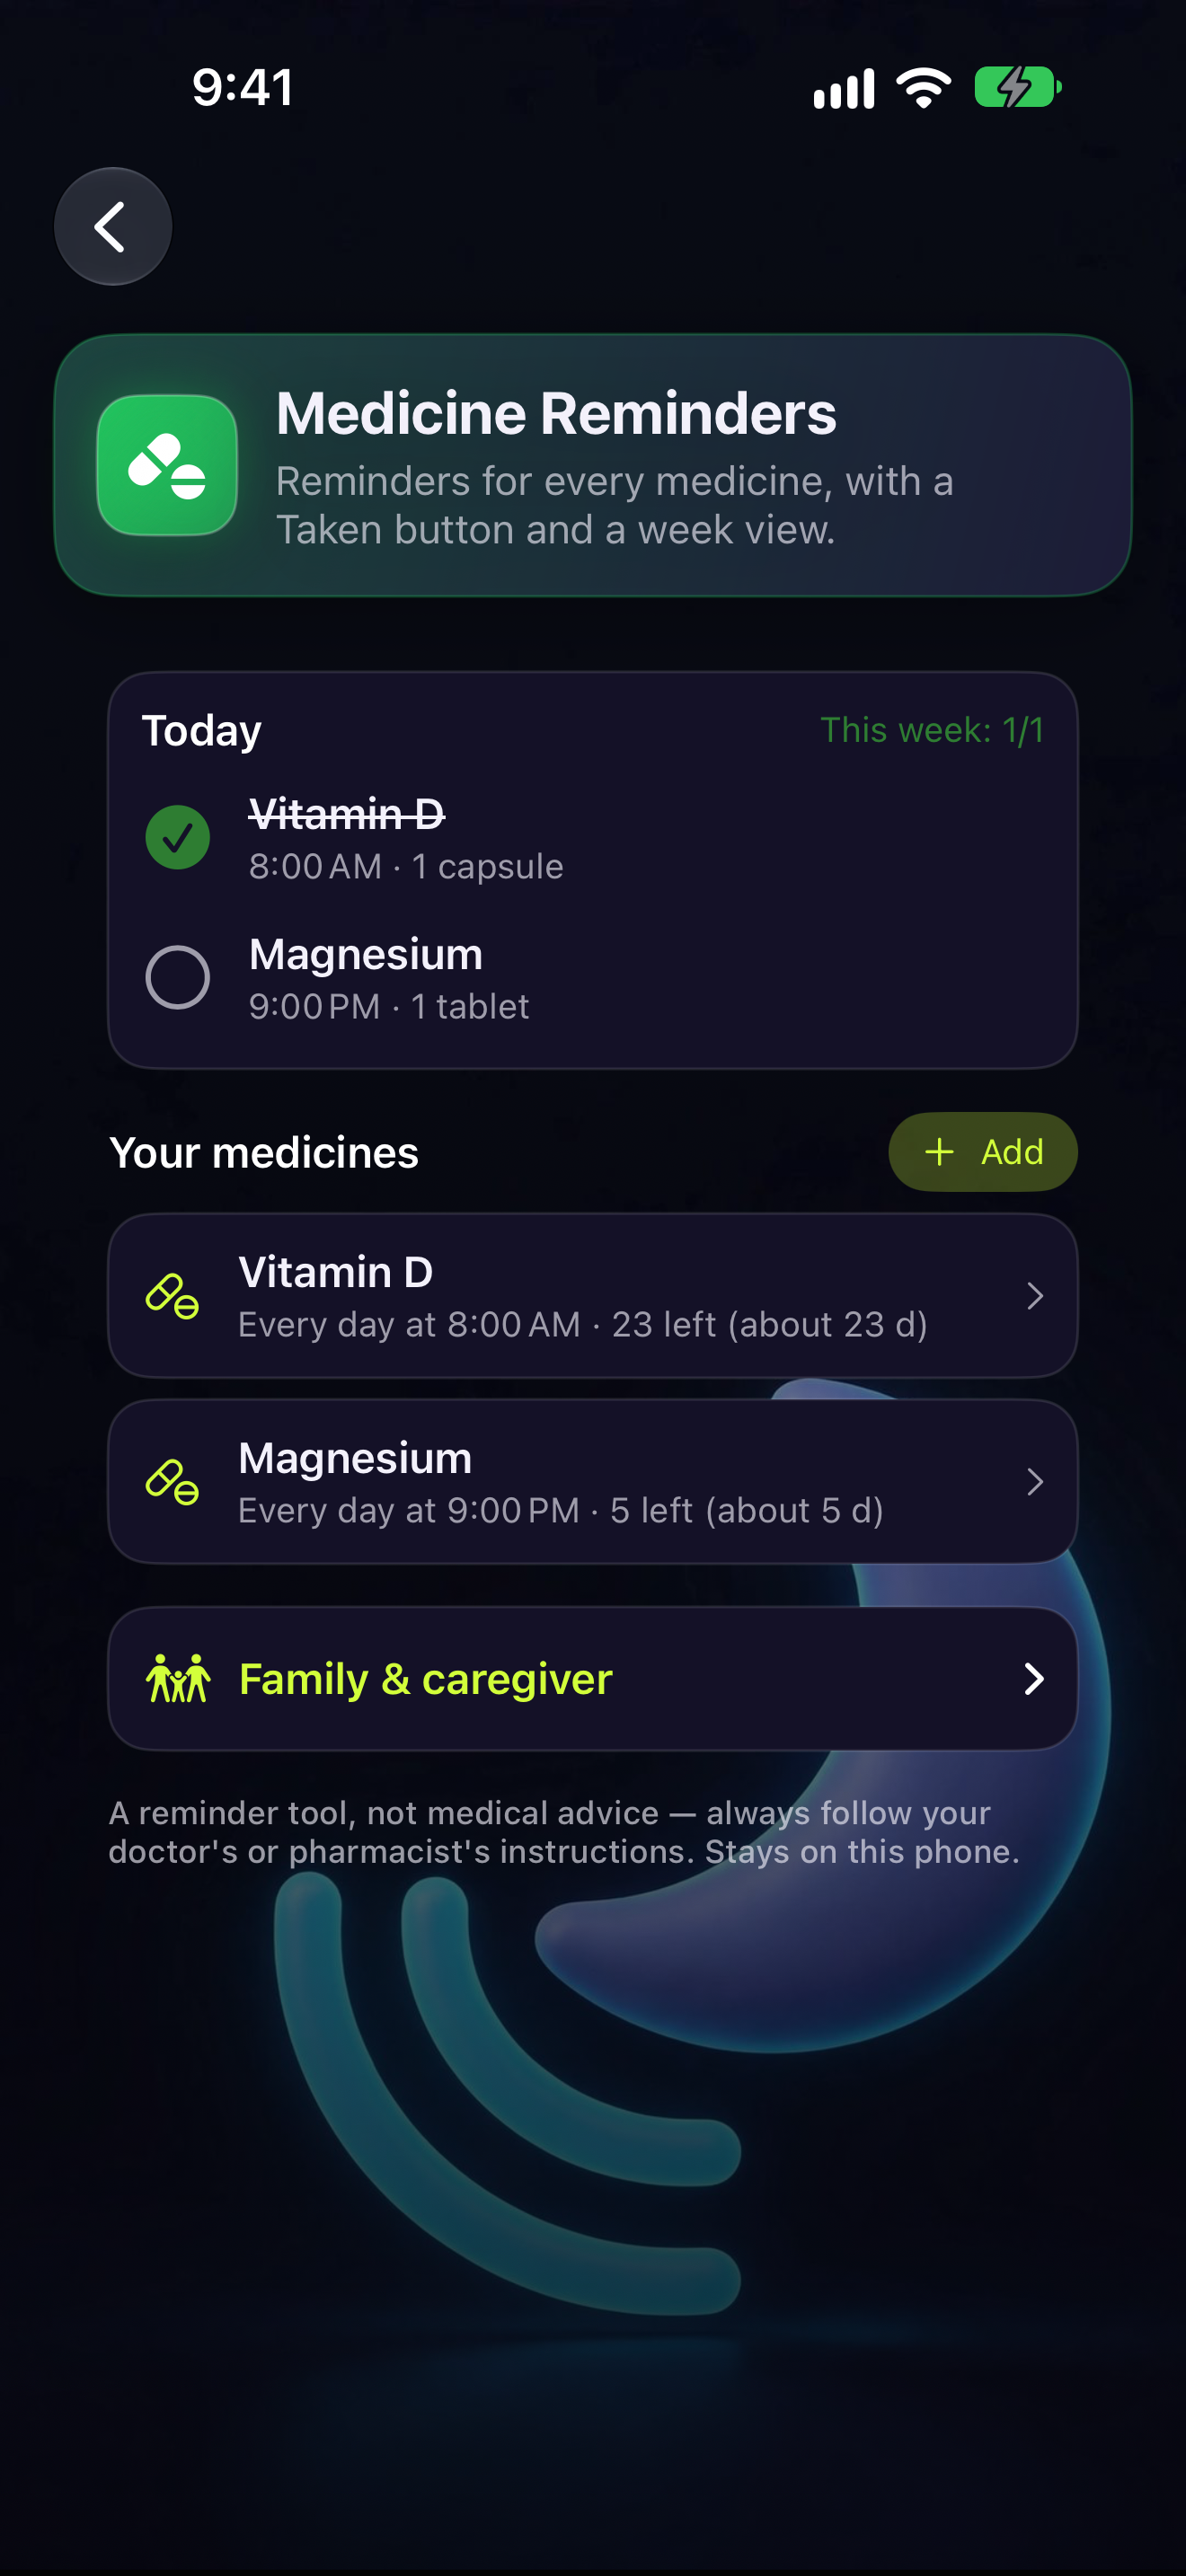 9:41
Medicine Reminders
Reminders for every medicine, with a
Taken button and a week view.
Today
This week: 1/1
Vitamin D
8:00 AM · 1 capsule
Magnesium
9:00 PM · 1 tablet
Your medicines
+ Add
Vitamin D
Every day at 8:00 AM · 23 left (about 23 d)
Magnesium
Every day at 9:00 PM · 5 left (about 5 d)
Family & caregiver
A reminder tool, not medical advice — always follow your
doctor's or pharmacist's instructions. Stays on this phone.